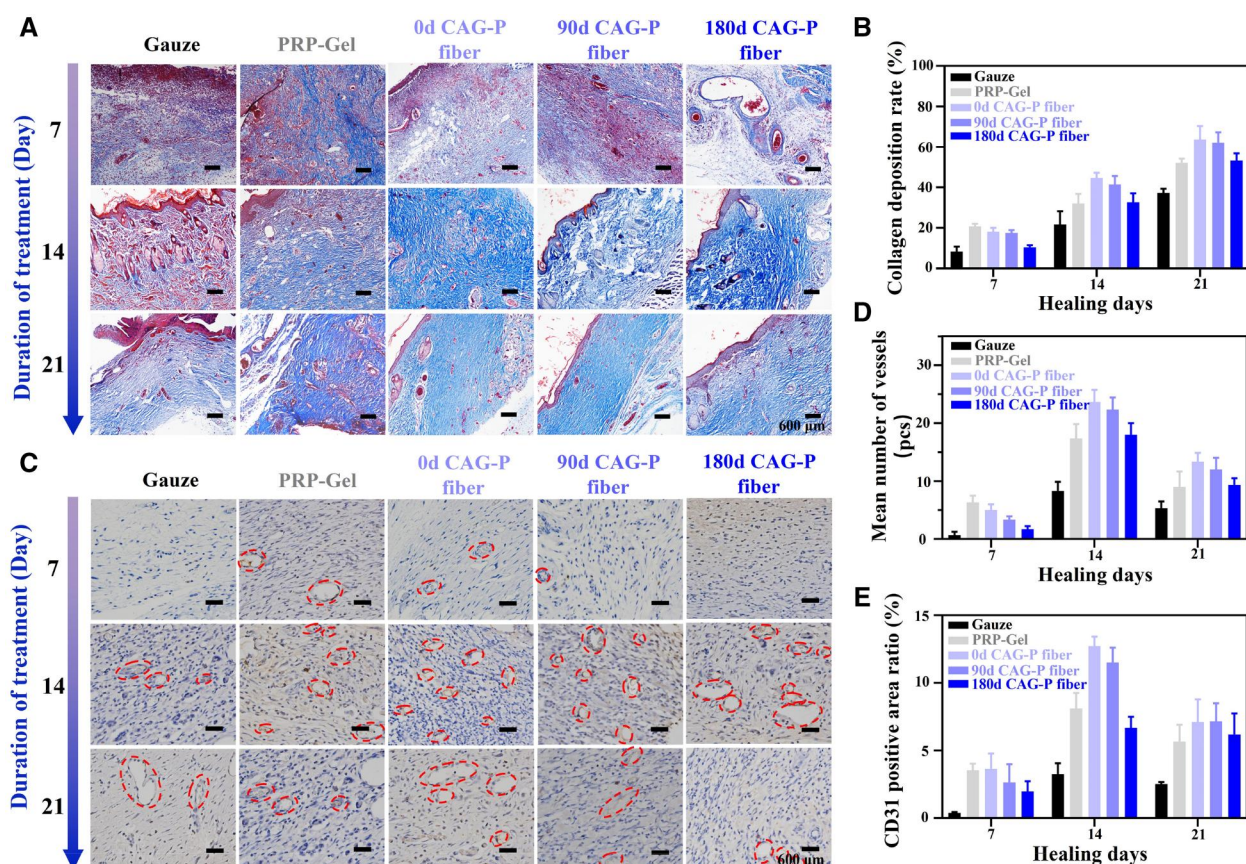 A
Gauze
PRP-Gel
0d CAG-P
fiber
90d CAG-P
fiber
180d CAG-P
fiber
Duration of treatment (Day)
7
14
21
600 μm
B
Collagen deposition rate (%)
100
80
60
40
20
0
Gauze
PRP-Gel
0d CAG-P fiber
90d CAG-P fiber
180d CAG-P fiber
7
14
21
Healing days
C
Gauze
PRP-Gel
0d CAG-P
fiber
90d CAG-P
fiber
180d CAG-P
fiber
Duration of treatment (Day)
7
14
21
600 μm
D
Mean number of vessels
(pcs)
30
20
10
0
Gauze
PRP-Gel
0d CAG-P fiber
90d CAG-P fiber
180d CAG-P fiber
7
14
21
Healing days
E
CD31 positive area ratio (%)
15
10
5
0
Gauze
PRP-Gel
0d CAG-P fiber
90d CAG-P fiber
180d CAG-P fiber
7
14
21
Healing days